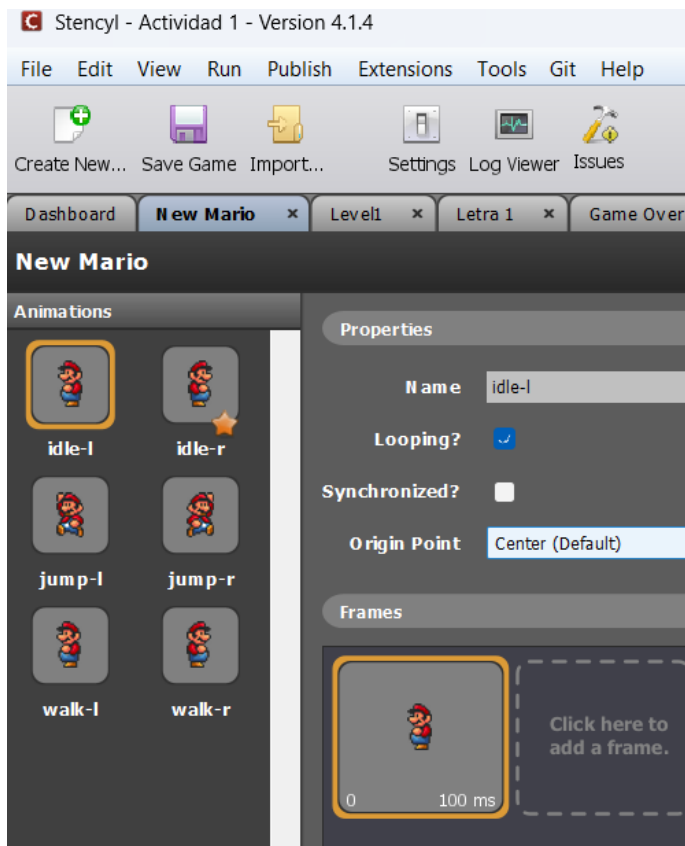 Stencyl - Actividad 1 - Version 4.1.4
File Edit View Run Publish Extensions Tools Git Help
Create New... Save Game Import... Settings Log Viewer Issues
Dashboard New Mario × Level1 × Letra 1 × Game Over
New Mario
Animations
Properties
Name idle-l
idle-l idle-r
Looping?
Synchronized?
Origin Point Center (Default)
jump-l jump-r
Frames
walk-l walk-r
Click here to
add a frame.
0 100 ms